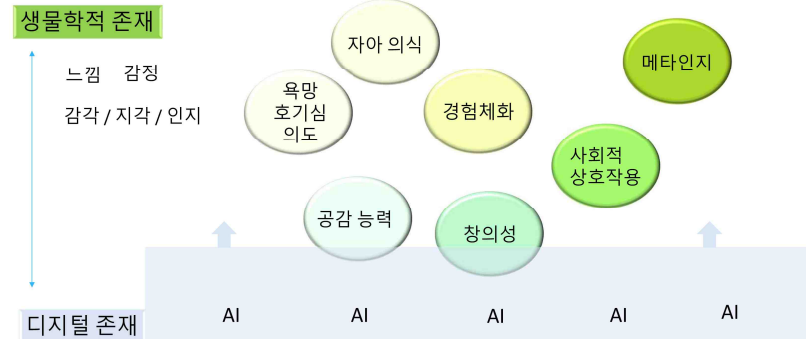 생물학적 존재
느낌 감징
감각 / 지각 / 인지
자아 의식
욕망
호기심
의도
경험체화
메타인지
사회적
상호작용
공감 능력
창의성
AI
AI
AI
AI
AI
디지털 존재